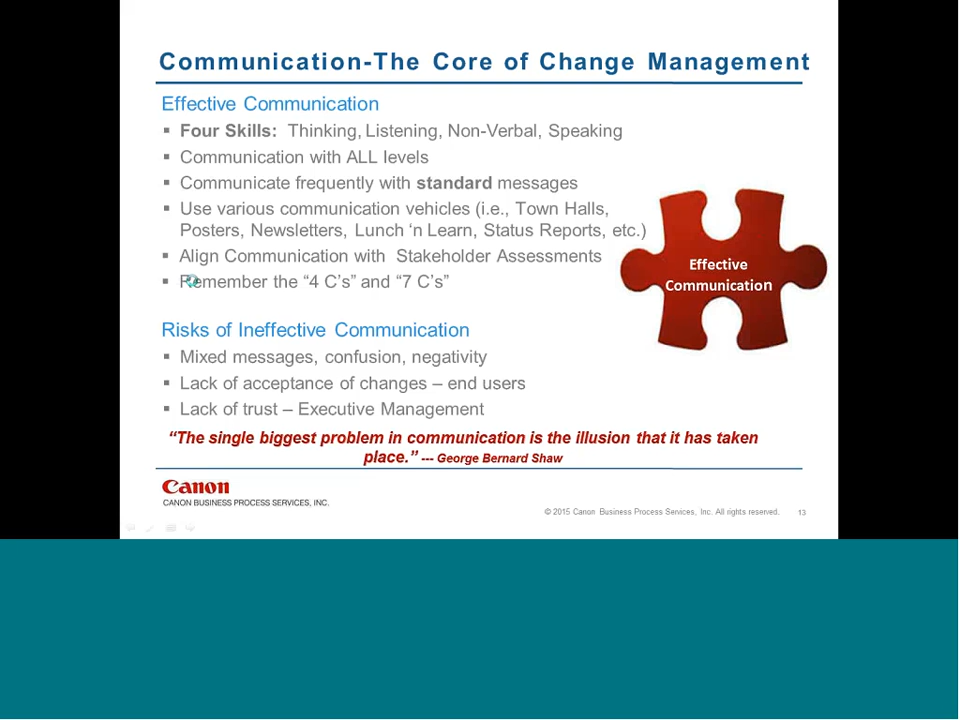 Communication-The Core of Change Management
Effective Communication
▪ Four Skills: Thinking, Listening, Non-Verbal, Speaking
▪ Communication with ALL levels
▪ Communicate frequently with standard messages
▪ Use various communication vehicles (i.e., Town Halls,
Posters, Newsletters, Lunch ‘n Learn, Status Reports, etc.)
▪ Align Communication with Stakeholder Assessments
▪ Remember the “4 C’s” and “7 C’s”
Effective
Communication
Risks of Ineffective Communication
▪ Mixed messages, confusion, negativity
▪ Lack of acceptance of changes – end users
▪ Lack of trust – Executive Management
“The single biggest problem in communication is the illusion that it has taken
place.” --- George Bernard Shaw
Canon
CANON BUSINESS PROCESS SERVICES, INC.
© 2015 Canon Business Process Services, Inc. All rights reserved. 13